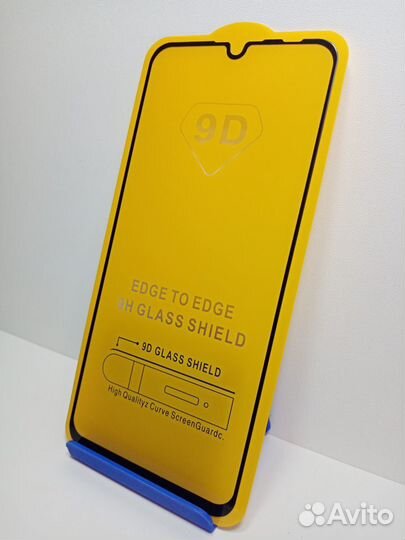 9D
EDGE TO EDGE
9H GLASS SHIELD
9D GLASS SHIELD
High Qualityz Curve ScreenGuardc.
Avito